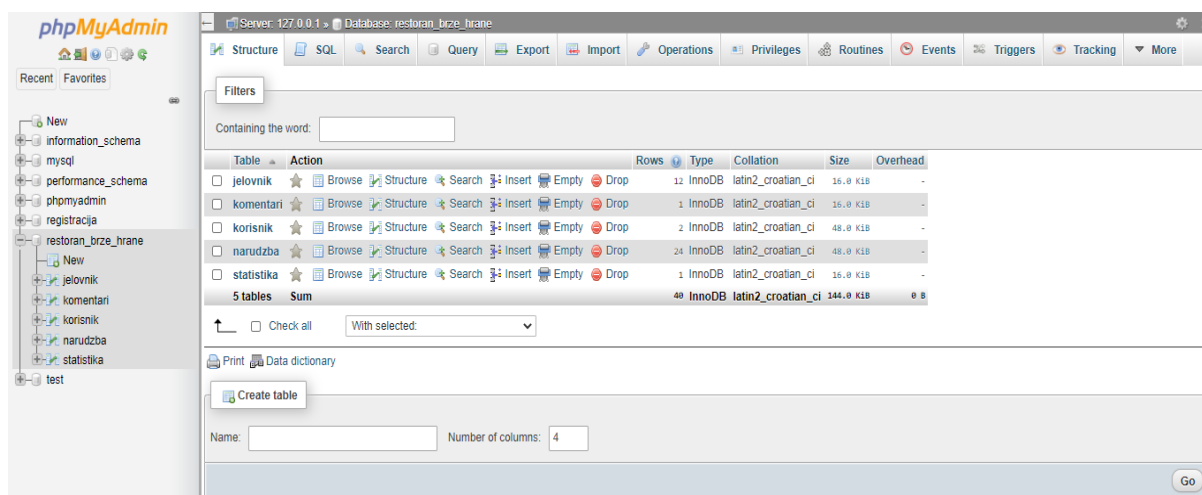 phpMyAdmin
Recent Favorites
New
information_schema
mysql
performance_schema
phpmyadmin
registracija
restoran_brze_hrane
New
jelovnik
komentari
korisnik
narudzba
statistika
test
Server: 127.0.0.1 » Database: restoran_brze_hrane
Structure SQL Search Query Export Import Operations Privileges Routines Events Triggers Tracking More
Filters
Containing the word:
Table Action Rows Type Collation Size Overhead
jelovnik Browse Structure Search Insert Empty Drop 12 InnoDB latin2_croatian_ci 16.0 KiB -
komentari Browse Structure Search Insert Empty Drop 1 InnoDB latin2_croatian_ci 16.0 KiB -
korisnik Browse Structure Search Insert Empty Drop 2 InnoDB latin2_croatian_ci 48.0 KiB -
narudzba Browse Structure Search Insert Empty Drop 24 InnoDB latin2_croatian_ci 48.0 KiB -
statistika Browse Structure Search Insert Empty Drop 1 InnoDB latin2_croatian_ci 16.0 KiB -
5 tables Sum 40 InnoDB latin2_croatian_ci 144.0 KiB 0 B
Check all With selected:
Print Data dictionary
Create table
Name: Number of columns: 4
Go